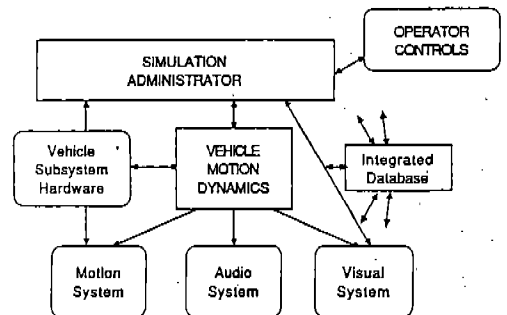 OPERATOR
CONTROLS
SIMULATION
ADMINISTRATOR
Vehicle
Subsystem
Hardware
VEHICLE
MOTION
DYNAMICS
Integrated
Database
Motion
System
Audio
System
Visual
System